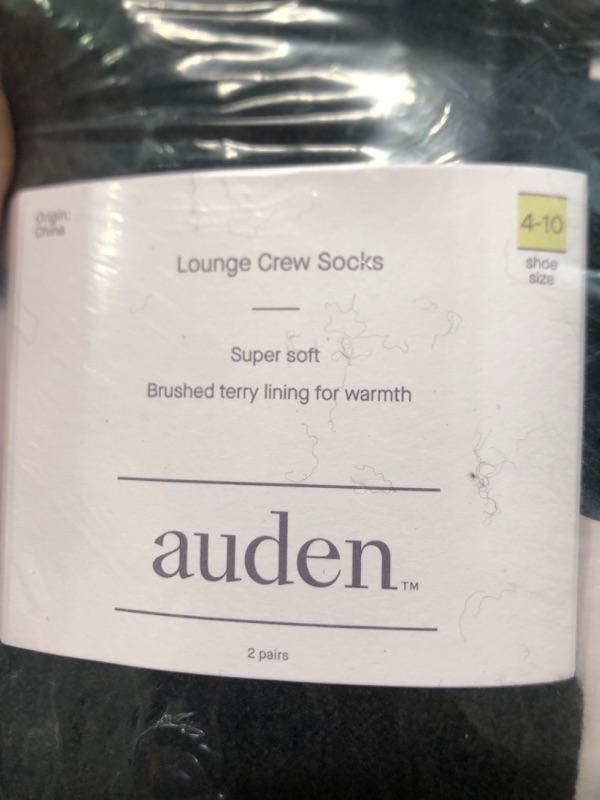 Origin:
China
4-10
shoe
size
Lounge Crew Socks
Super soft
Brushed terry lining for warmth
auden™
2 pairs